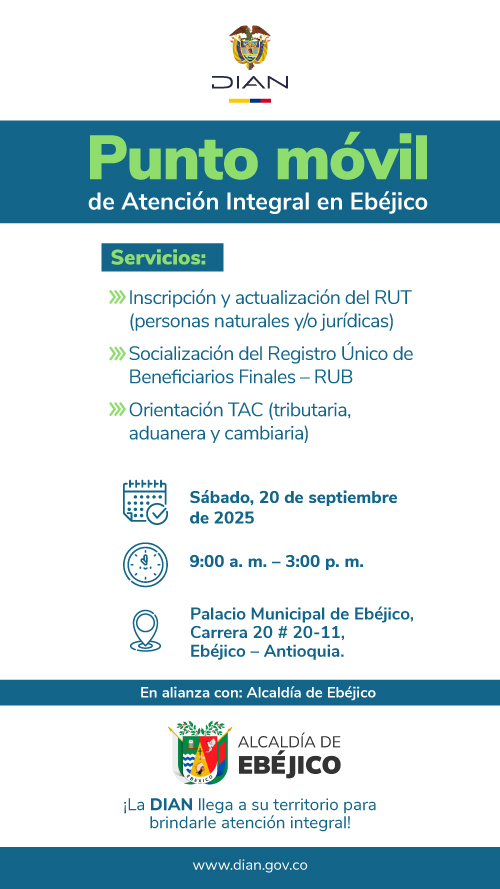 DIAN
Punto móvil
de Atención Integral en Ebéjico
Servicios:
Inscripción y actualización del RUT
(personas naturales y/o jurídicas)
Socialización del Registro Único de
Beneficiarios Finales – RUB
Orientación TAC (tributaria,
aduanera y cambiaria)
Sábado, 20 de septiembre
de 2025
9:00 a. m. – 3:00 p. m.
Palacio Municipal de Ebéjico,
Carrera 20 # 20-11,
Ebéjico – Antioquia.
En alianza con: Alcaldía de Ebéjico
EBEXICO
ALCALDÍA DE
EBÉJICO
¡La DIAN llega a su territorio para
brindarle atención integral!
www.dian.gov.co